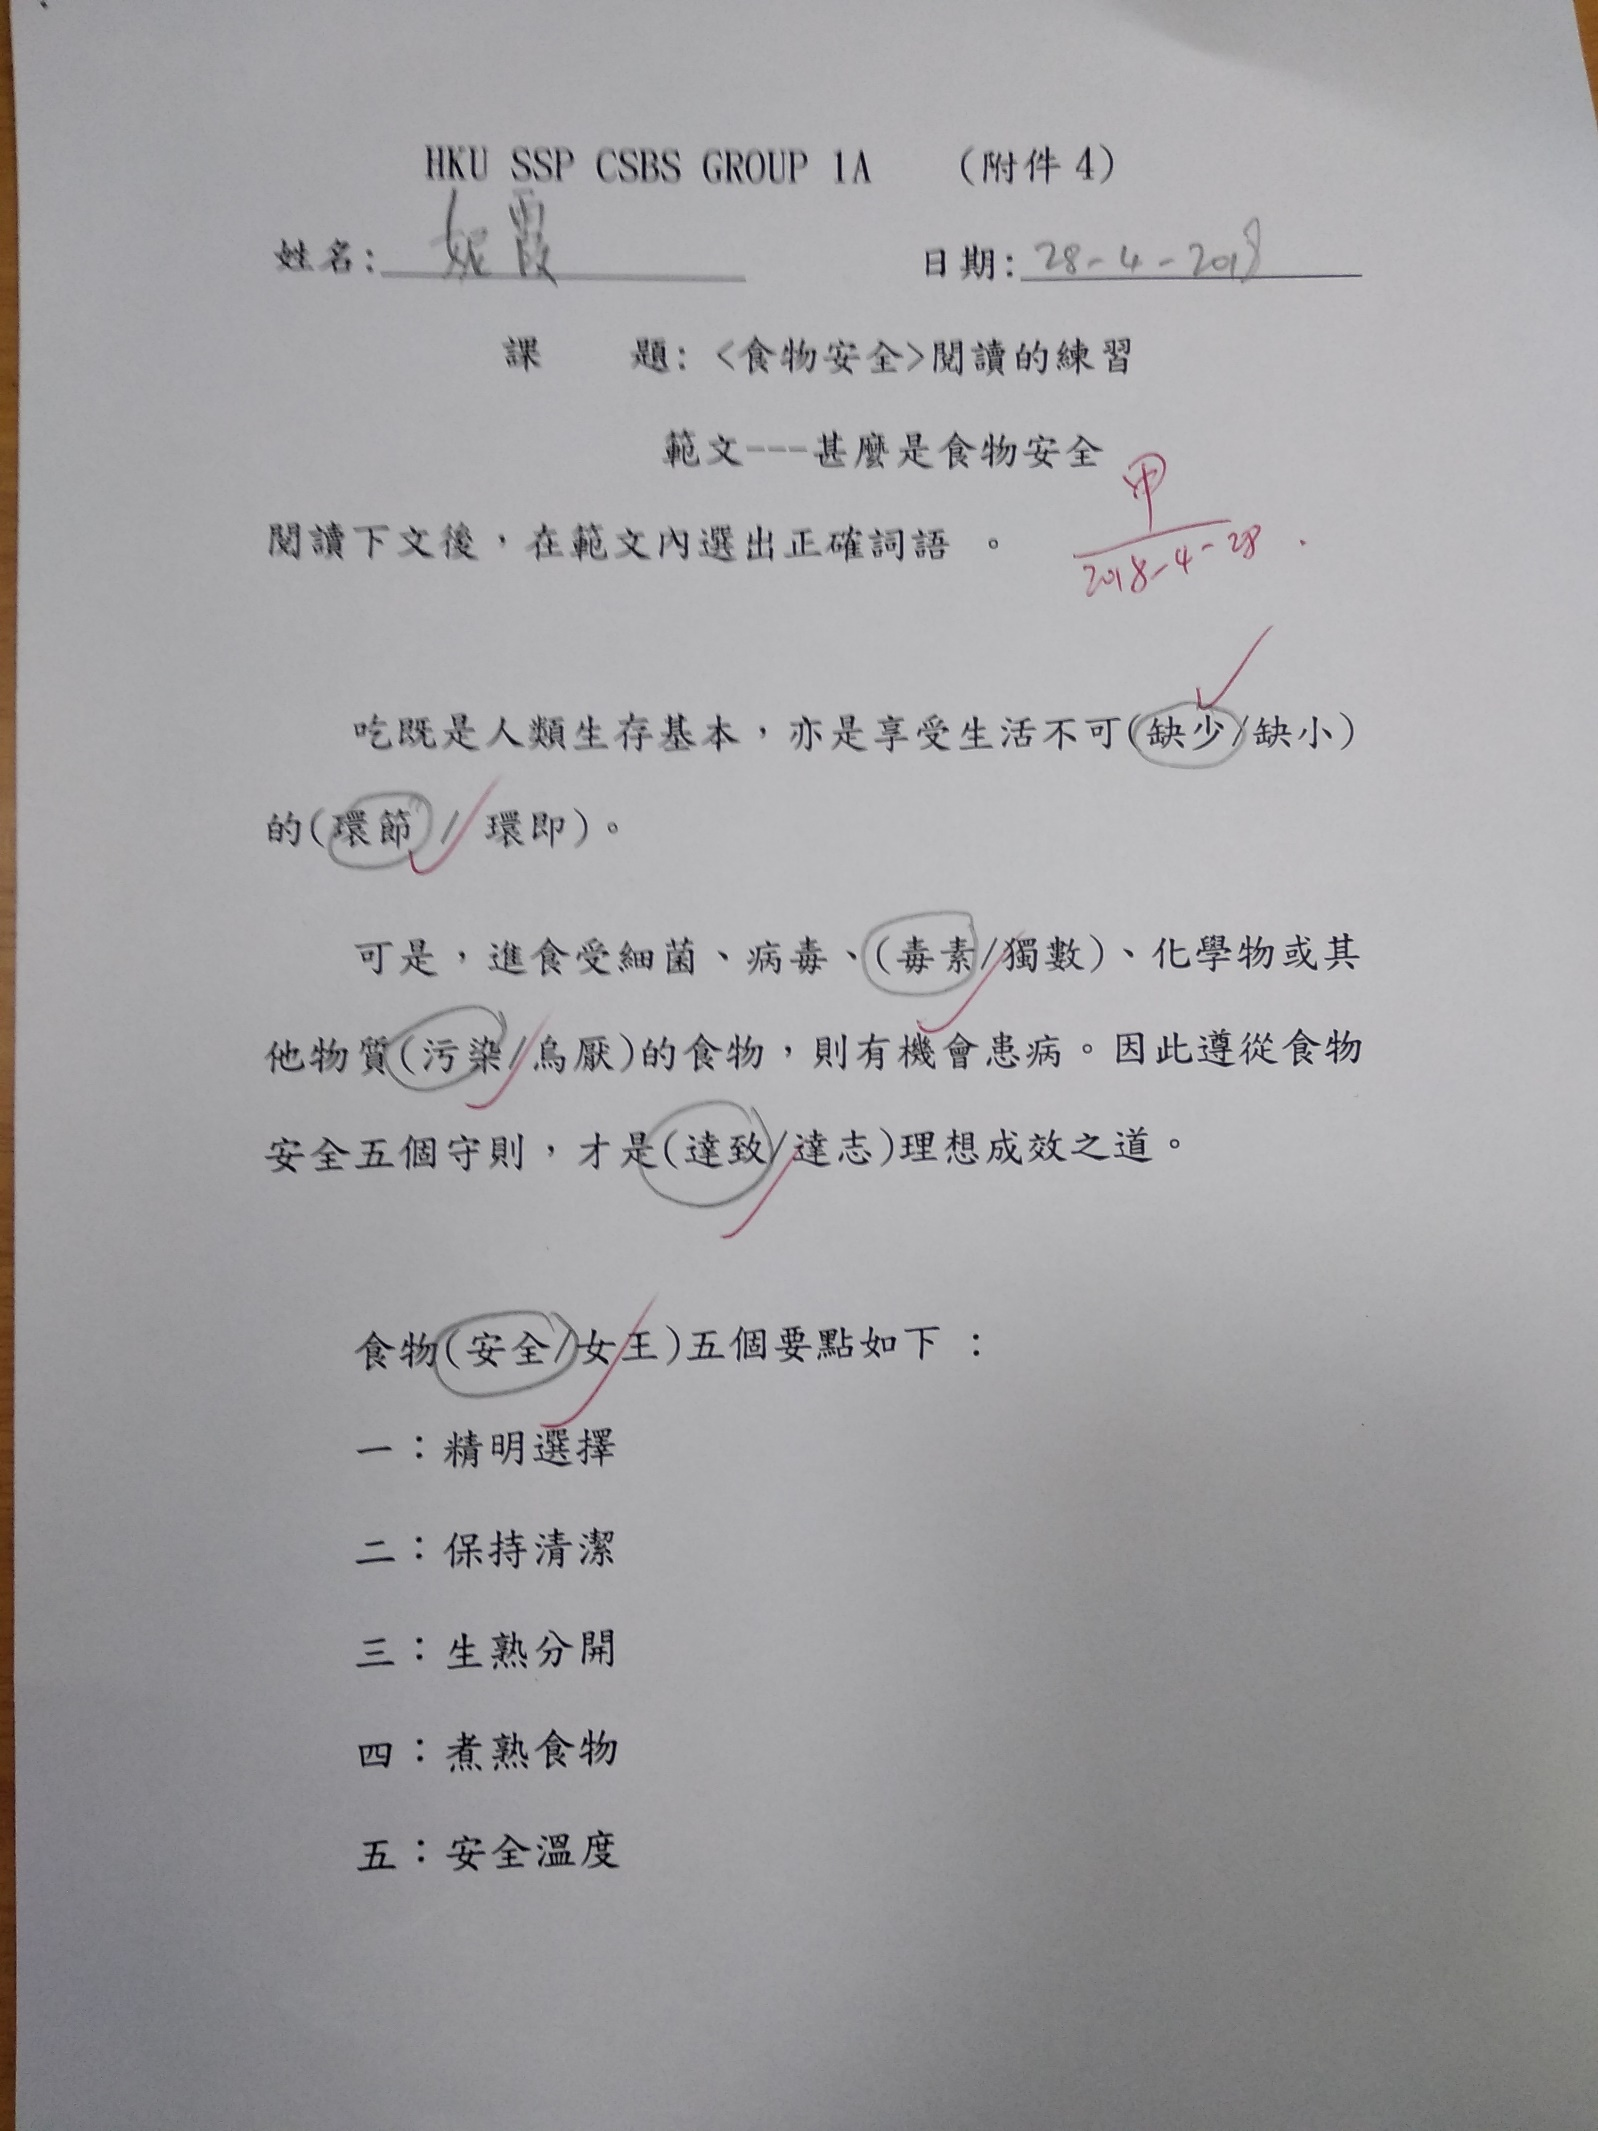 HKU SSP CSBS GROUP 1A （附件 4）
姓名： 妮霞 日期：28-4-2018
課 題：<食物安全>閱讀的練習
範文---甚麼是食物安全
甲
閱讀下文後，在範文內選出正確詞語 。
2018-4-28
吃既是人類生存基本，亦是享受生活不可(缺少/缺小)
的(環節 / 環即)。
可是，進食受細菌、病毒、(毒素/獨數)、化學物或其
他物質(污染/烏厭)的食物，則有機會患病。因此遵從食物
安全五個守則，才是(達致/達志)理想成效之道。
食物(安全/女王)五個要點如下 ：
一：精明選擇
二：保持清潔
三：生熟分開
四：煮熟食物
五：安全溫度